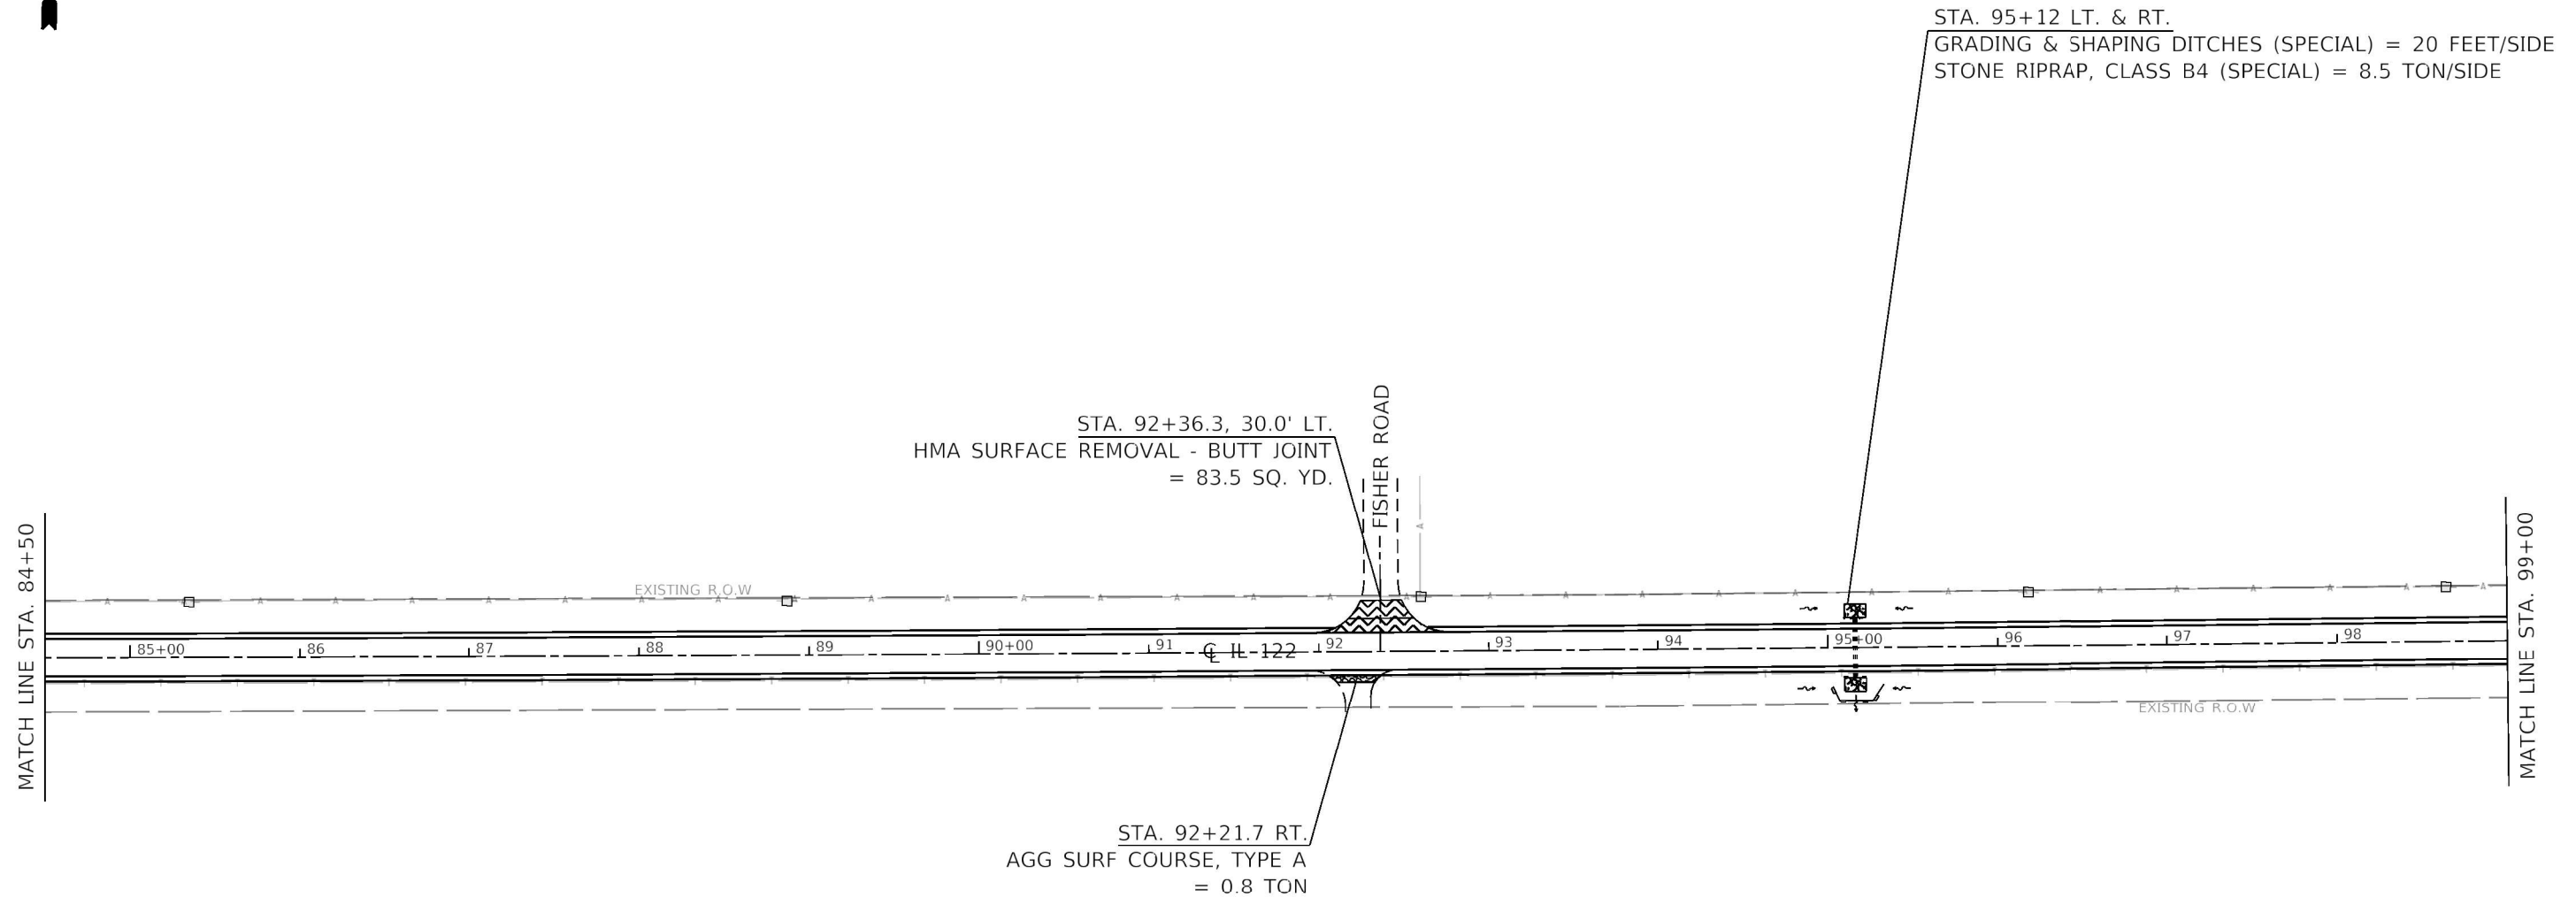 STA. 95+12 LT. & RT.
GRADING & SHAPING DITCHES (SPECIAL) = 20 FEET/SIDE
STONE RIPRAP, CLASS B4 (SPECIAL) = 8.5 TON/SIDE
STA. 92+36.3, 30.0' LT.
HMA SURFACE REMOVAL - BUTT JOINT
= 83.5 SQ. YD.
FISHER ROAD
MATCH LINE STA. 84+50
MATCH LINE STA. 99+00
EXISTING R.O.W
85+00
86
87
88
89
90+00
91
℄ IL 122
92
93
94
95+00
96
97
98
EXISTING R.O.W
STA. 92+21.7 RT.
AGG SURF COURSE, TYPE A
= 0.8 TON